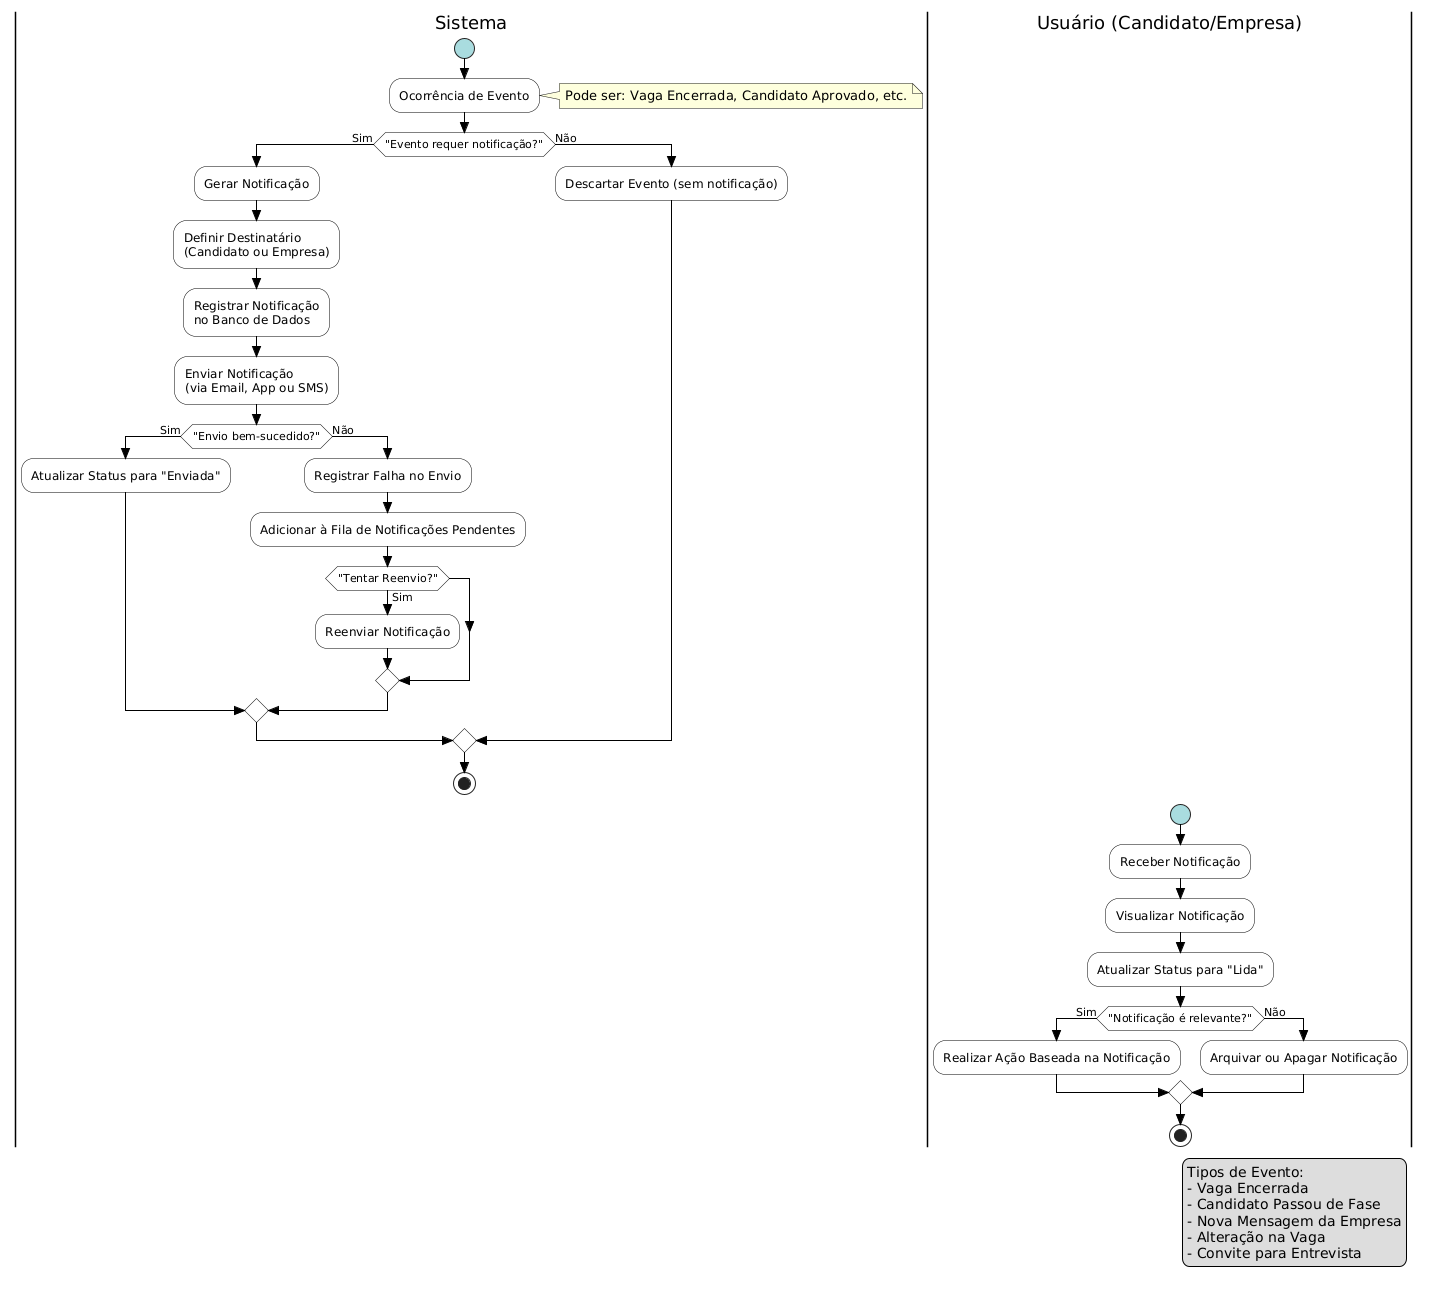 Sistema
Usuário (Candidato/Empresa)
Ocorrência de Evento
Pode ser: Vaga Encerrada, Candidato Aprovado, etc.
Sim
"Evento requer notificação?"
Não
Gerar Notificação
Descartar Evento (sem notificação)
Definir Destinatário
(Candidato ou Empresa)
Registrar Notificação
no Banco de Dados
Enviar Notificação
(via Email, App ou SMS)
Sim
"Envio bem-sucedido?"
Não
Atualizar Status para "Enviada"
Registrar Falha no Envio
Adicionar à Fila de Notificações Pendentes
"Tentar Reenvio?"
Sim
Reenviar Notificação
Receber Notificação
Visualizar Notificação
Atualizar Status para "Lida"
Sim
"Notificação é relevante?"
Não
Realizar Ação Baseada na Notificação
Arquivar ou Apagar Notificação
Tipos de Evento:
- Vaga Encerrada
- Candidato Passou de Fase
- Nova Mensagem da Empresa
- Alteração na Vaga
- Convite para Entrevista